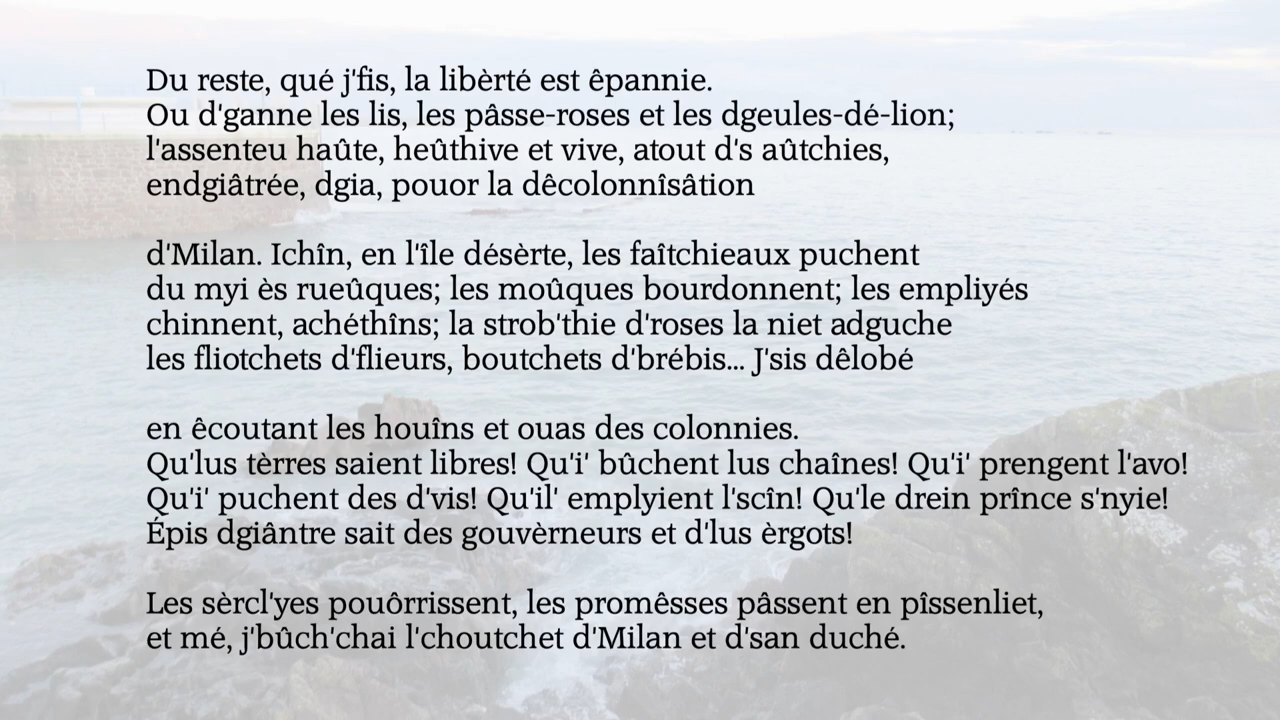 Du reste, qué j'fis, la libèrté est êpannie.
Ou d'ganne les lis, les pâsse-roses et les dgeules-dé-lion;
l'assenteu haûte, heûthive et vive, atout d's aûtchies,
endgiâtrée, dgia, pouor la dêcolonnîsâtion
d'Milan. Ichîn, en l'île désèrte, les faîtchieaux puchent
du myi ès rueûques; les moûques bourdonnent; les empliyés
chinnent, achéthîns; la strob'thie d'roses la niet adguche
les fliotchets d'flieurs, boutchets d'brébis... J'sis dêlobé
en êcoutant les houîns et ouas des colonnies.
Qu'lus tèrres saient libres! Qu'i' bûchent lus chaînes! Qu'i' prengent l'avo!
Qu'i' puchent des d'vis! Qu'il' emplyient l'scîn! Qu'le drein prînce s'nyie!
Épis dgiântre sait des gouvèrneurs et d'lus èrgots!
Les sèrcl'yes pouôrrissent, les promêsses pâssent en pîssenliet,
et mé, j'bûch'chai l'choutchet d'Milan et d'san duché.